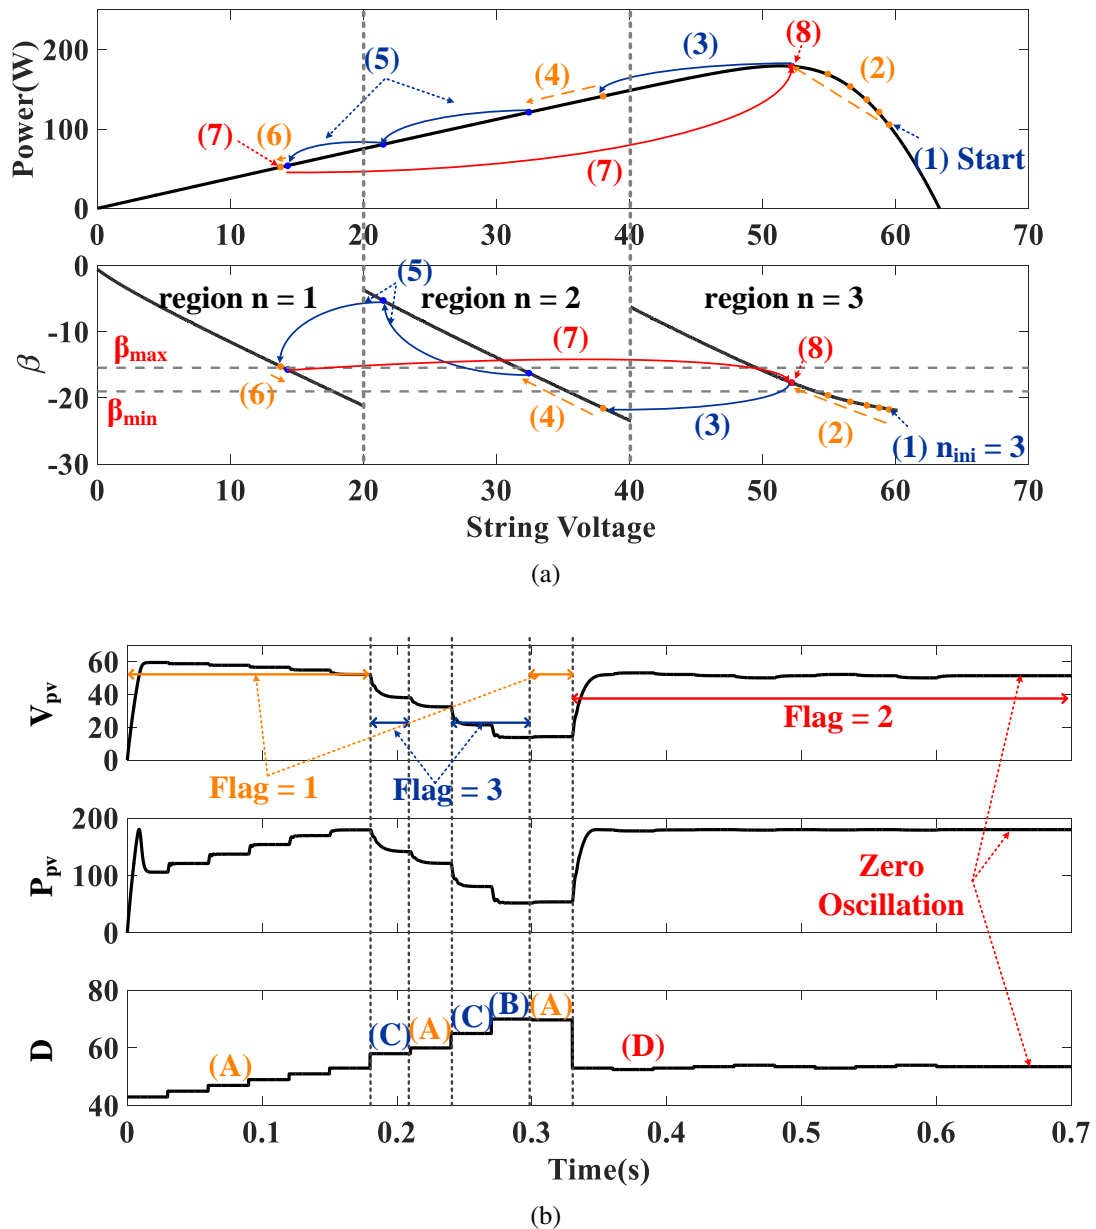 Power(W)
200
100
0
(1) Start
(2)
(3)
(4)
(5)
(6)
(7)
(7)
(8)
0 10 20 30 40 50 60 70
β
0
-10
-20
-30
region n = 1
region n = 2
region n = 3
βmax
βmin
(5)
(7)
(8)
(6)
(4)
(3)
(2)
(1) nini = 3
0 10 20 30 40 50 60 70
String Voltage
(a)
Vpv
60
40
20
0
Flag = 1
Flag = 3
Flag = 2
Ppv
200
100
0
Zero
Oscillation
D
80
60
40
(A)
(C)
(A)
(C)
(B)
(A)
(D)
0 0.1 0.2 0.3 0.4 0.5 0.6 0.7
Time(s)
(b)